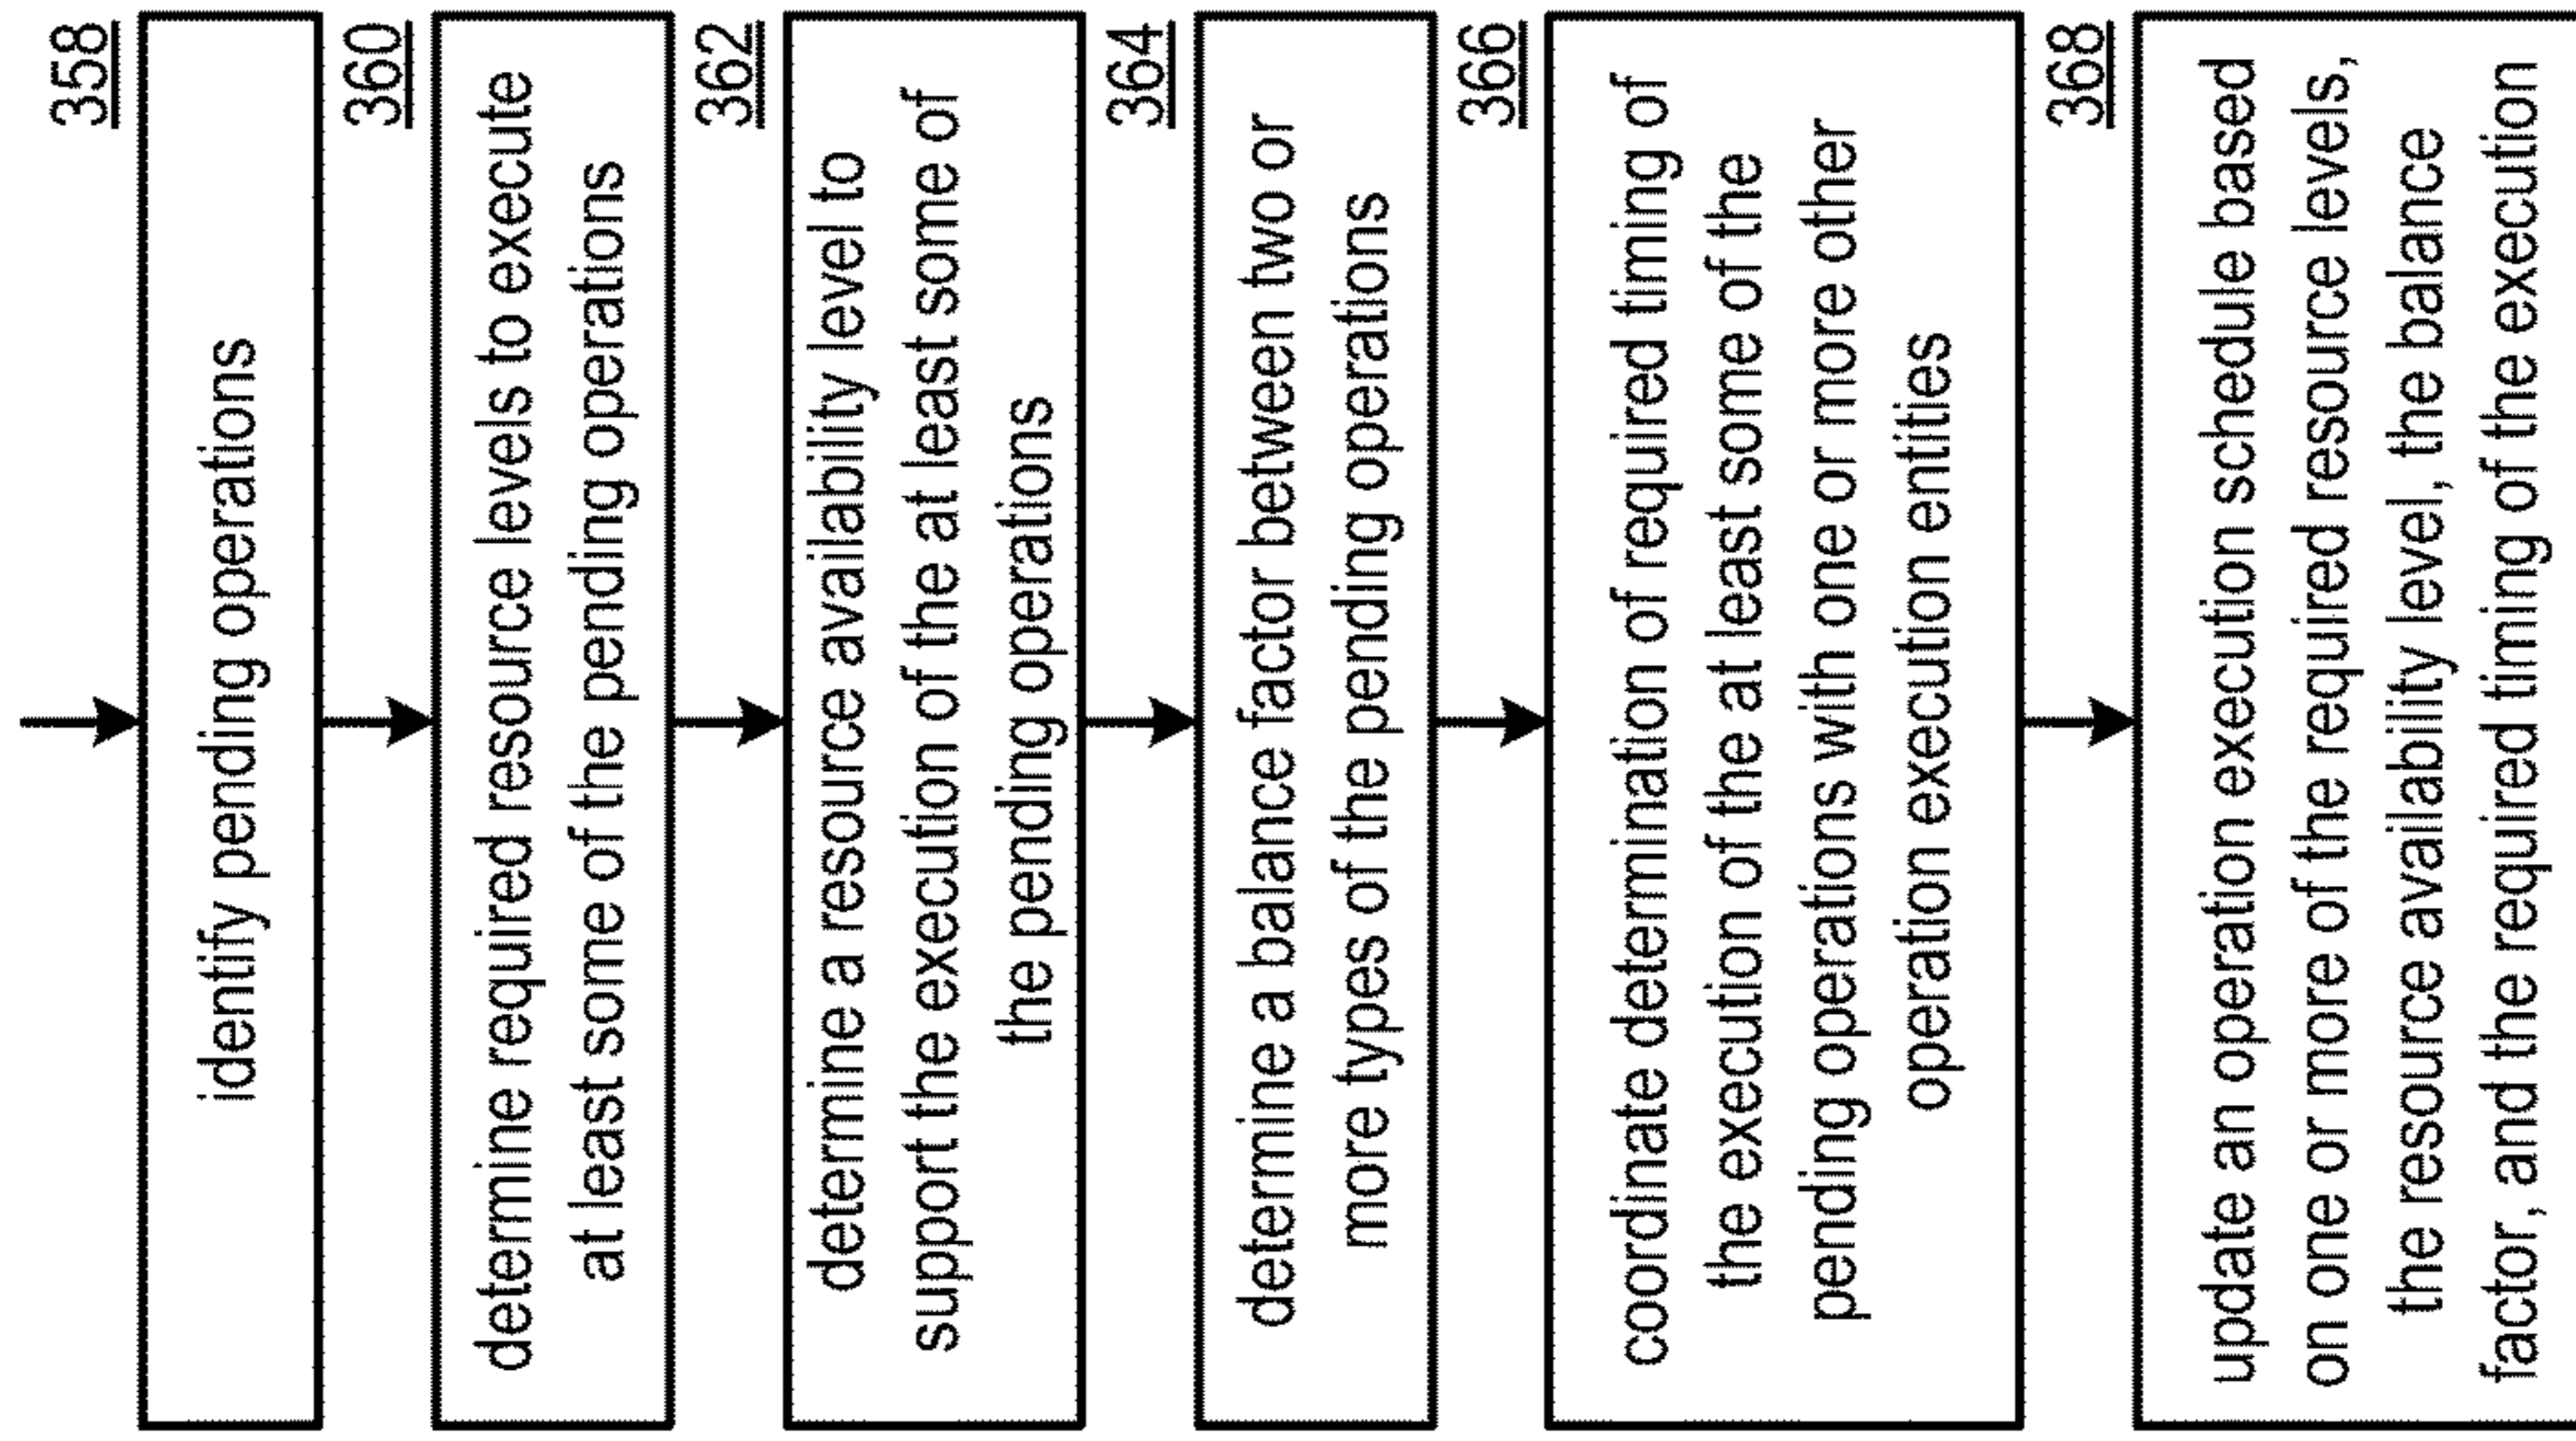 358
identify pending operations
360
determine required resource levels to execute
at least some of the pending operations
362
determine a resource availability level to
support the execution of the at least some of
the pending operations
364
determine a balance factor between two or
more types of the pending operations
366
coordinate determination of required timing of
the execution of the at least some of the
pending operations with one or more other
operation execution entities
368
update an operation execution schedule based
on one or more of the required resource levels,
the resource availability level, the balance
factor, and the required timing of the execution